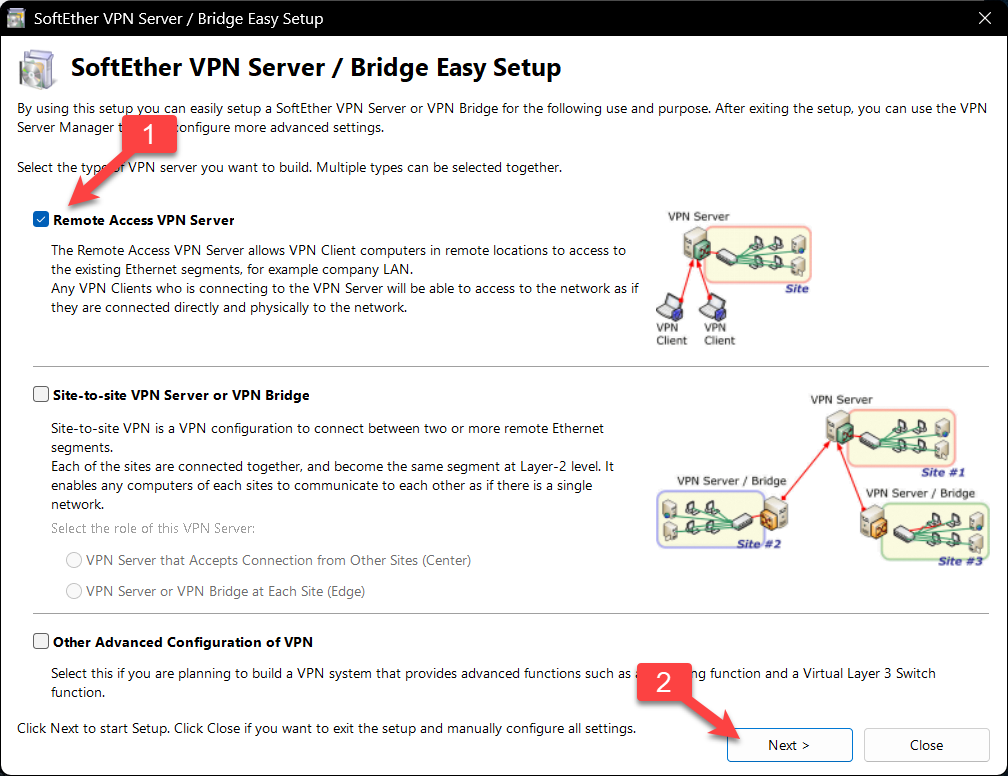 SoftEther VPN Server / Bridge Easy Setup
SoftEther VPN Server / Bridge Easy Setup
By using this setup you can easily setup a SoftEther VPN Server or VPN Bridge for the following use and purpose. After exiting the setup, you can use the VPN
Server Manager t configure more advanced settings.
1
Select the type of VPN server you want to build. Multiple types can be selected together.
Remote Access VPN Server
The Remote Access VPN Server allows VPN Client computers in remote locations to access to
the existing Ethernet segments, for example company LAN.
Any VPN Clients who is connecting to the VPN Server will be able to access to the network as if
they are connected directly and physically to the network.
VPN Server
Site
VPN VPN
Client Client
Site-to-site VPN Server or VPN Bridge
Site-to-site VPN is a VPN configuration to connect between two or more remote Ethernet
segments.
Each of the sites are connected together, and become the same segment at Layer-2 level. It
enables any computers of each sites to communicate to each other as if there is a single
network.
Select the role of this VPN Server:
VPN Server that Accepts Connection from Other Sites (Center)
VPN Server or VPN Bridge at Each Site (Edge)
VPN Server
Site #1
VPN Server / Bridge
Site #2
VPN Server / Bridge
Site #3
Other Advanced Configuration of VPN
Select this if you are planning to build a VPN system that provides advanced functions such as function and a Virtual Layer 3 Switch
function.
2
Click Next to start Setup. Click Close if you want to exit the setup and manually configure all settings.
Next >
Close